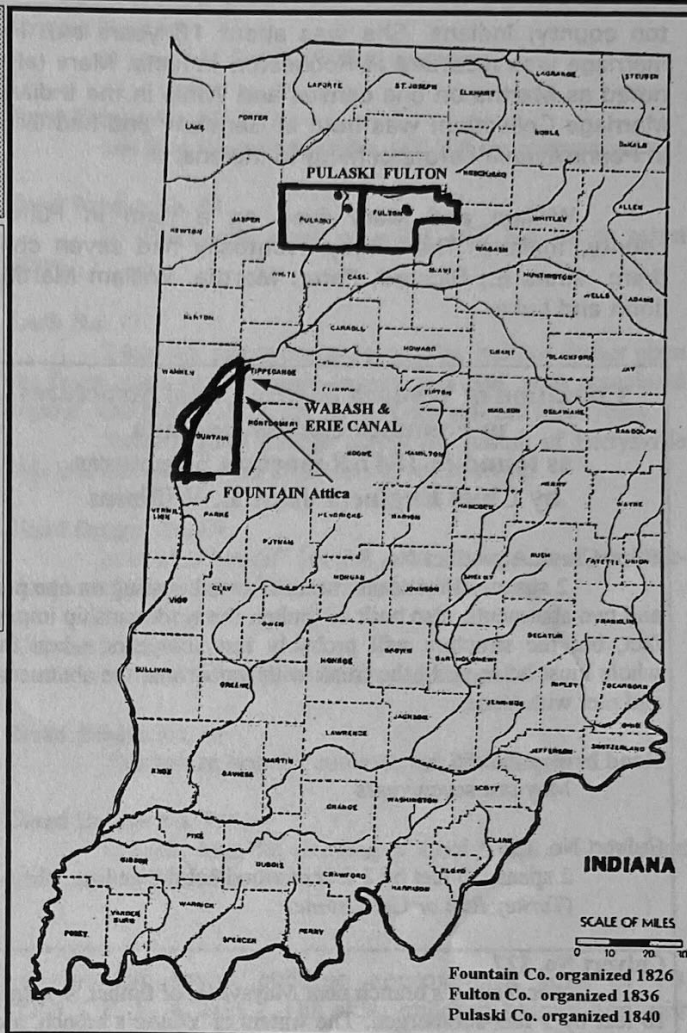 LAPORTE
ST. JOSEPH
ELKHART
LAGRANGE
STEUBEN
PORTER
LAKE
NOBLE
DEKALB
PULASKI FULTON
KOSCIUSKO
NEWTON
JASPER
PULASKI
FULTON
WHITLEY
ALLEN
WHITE
CASS
MIAMI
WABASH
HUNTINGTON
WELLS
ADAMS
BENTON
CARROLL
HOWARD
GRANT
BLACKFORD
JAY
WARREN
TIPPECANOE
CLINTON
TIPTON
MADISON
DELAWARE
RANDOLPH
WABASH &
ERIE CANAL
FOUNTAIN
MONTGOMERY
BOONE
HAMILTON
HENRY
WAYNE
FOUNTAIN Attica
VERMILLION
PARKE
HENDRICKS
MARION
HANCOCK
PUTNAM
RUSH
FAYETTE
UNION
VIGO
CLAY
MORGAN
JOHNSON
SHELBY
OWEN
FRANKLIN
DECATUR
SULLIVAN
GREENE
MONROE
BROWN
BARTHOLOMEW
RIPLEY
DEARBORN
JENNINGS
OHIO
LAWRENCE
JACKSON
JEFFERSON
SWITZERLAND
KNOX
DAVIESS
MARTIN
ORANGE
WASHINGTON
SCOTT
CLARK
PIKE
GIBSON
DUBOIS
CRAWFORD
FLOYD
HARRISON
INDIANA
POSEY
VANDER
BURG
WARRICK
SPENCER
PERRY
SCALE OF MILES
0 10 20 30
Fountain Co. organized 1826
Fulton Co. organized 1836
Pulaski Co. organized 1840